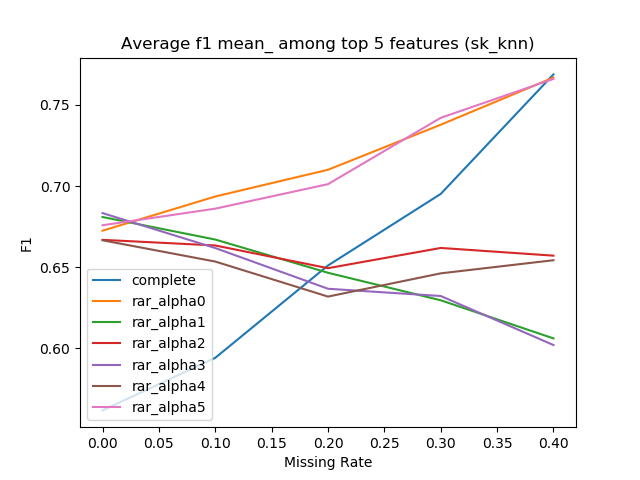 Average f1 mean_ among top 5 features (sk_knn)
F1
0.75
0.70
0.65
0.60
complete
rar_alpha0
rar_alpha1
rar_alpha2
rar_alpha3
rar_alpha4
rar_alpha5
0.00 0.05 0.10 0.15 0.20 0.25 0.30 0.35 0.40
Missing Rate